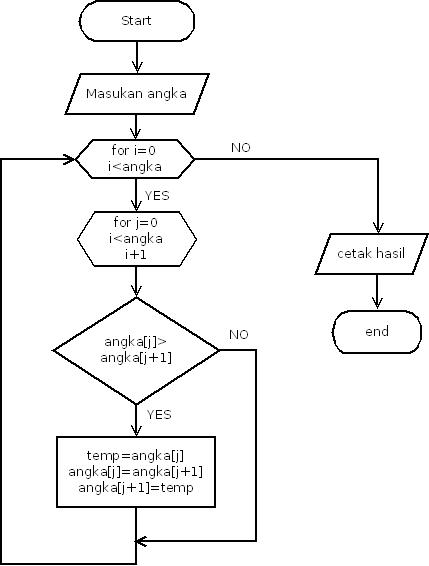 Start
Masukan angka
for i=0
i<angka
NO
YES
for j=0
i<angka
i+1
cetak hasil
end
angka[j]>
angka[j+1]
NO
YES
temp=angka[j]
angka[j]=angka[j+1]
angka[j+1]=temp